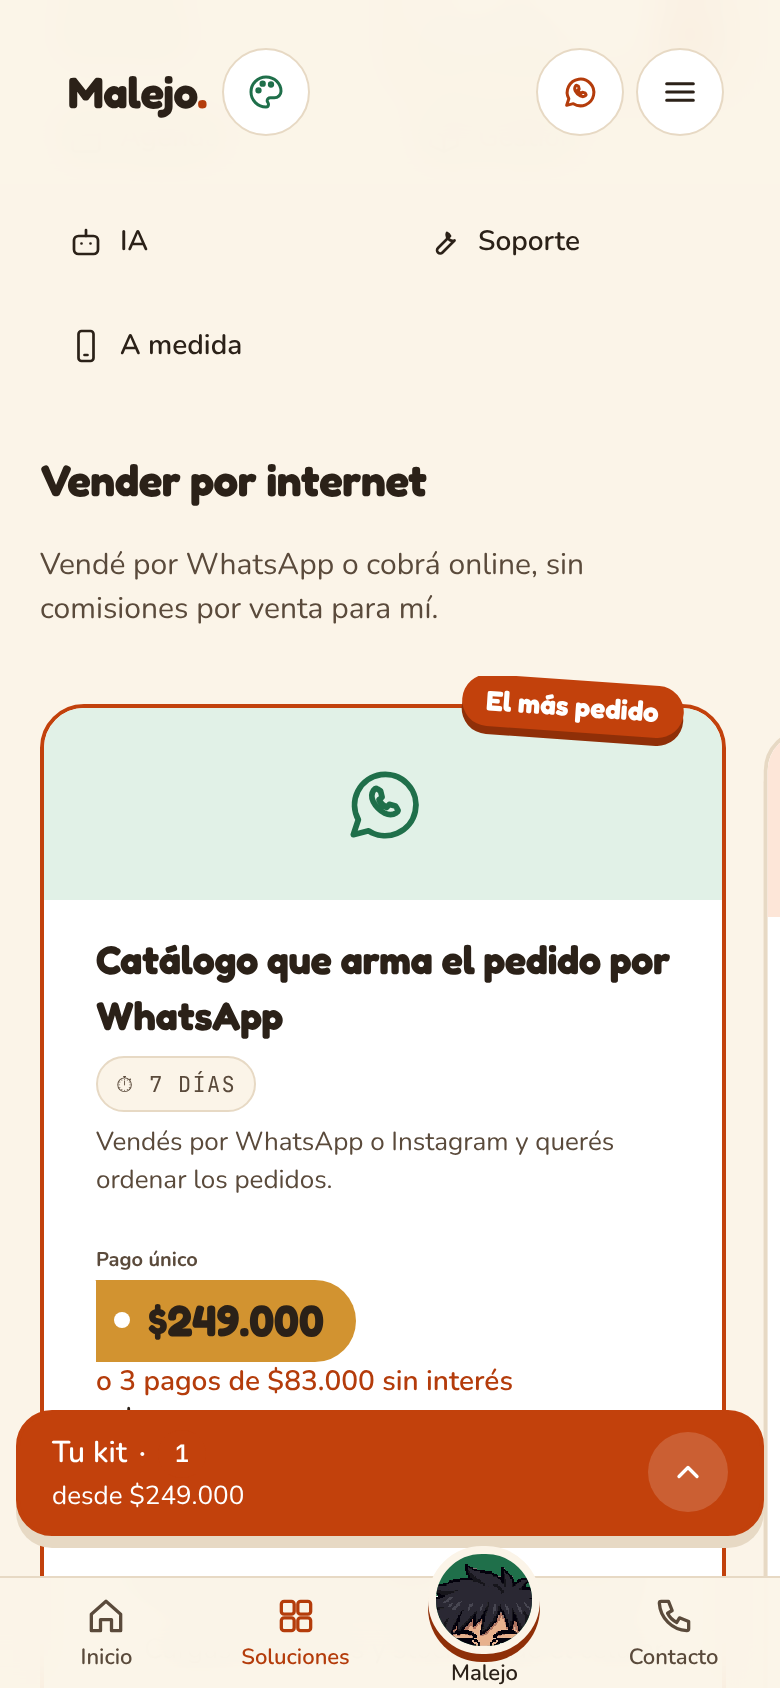 Malejo.
IA
Soporte
A medida
Vender por internet
Vendé por WhatsApp o cobrá online, sin
comisiones por venta para mí.
El más pedido
Catálogo que arma el pedido por
WhatsApp
⏱ 7 DÍAS
Vendés por WhatsApp o Instagram y querés
ordenar los pedidos.
Pago único
$249.000
o 3 pagos de $83.000 sin interés
Tu kit · 1
desde $249.000
Inicio
Soluciones
Malejo
Contacto